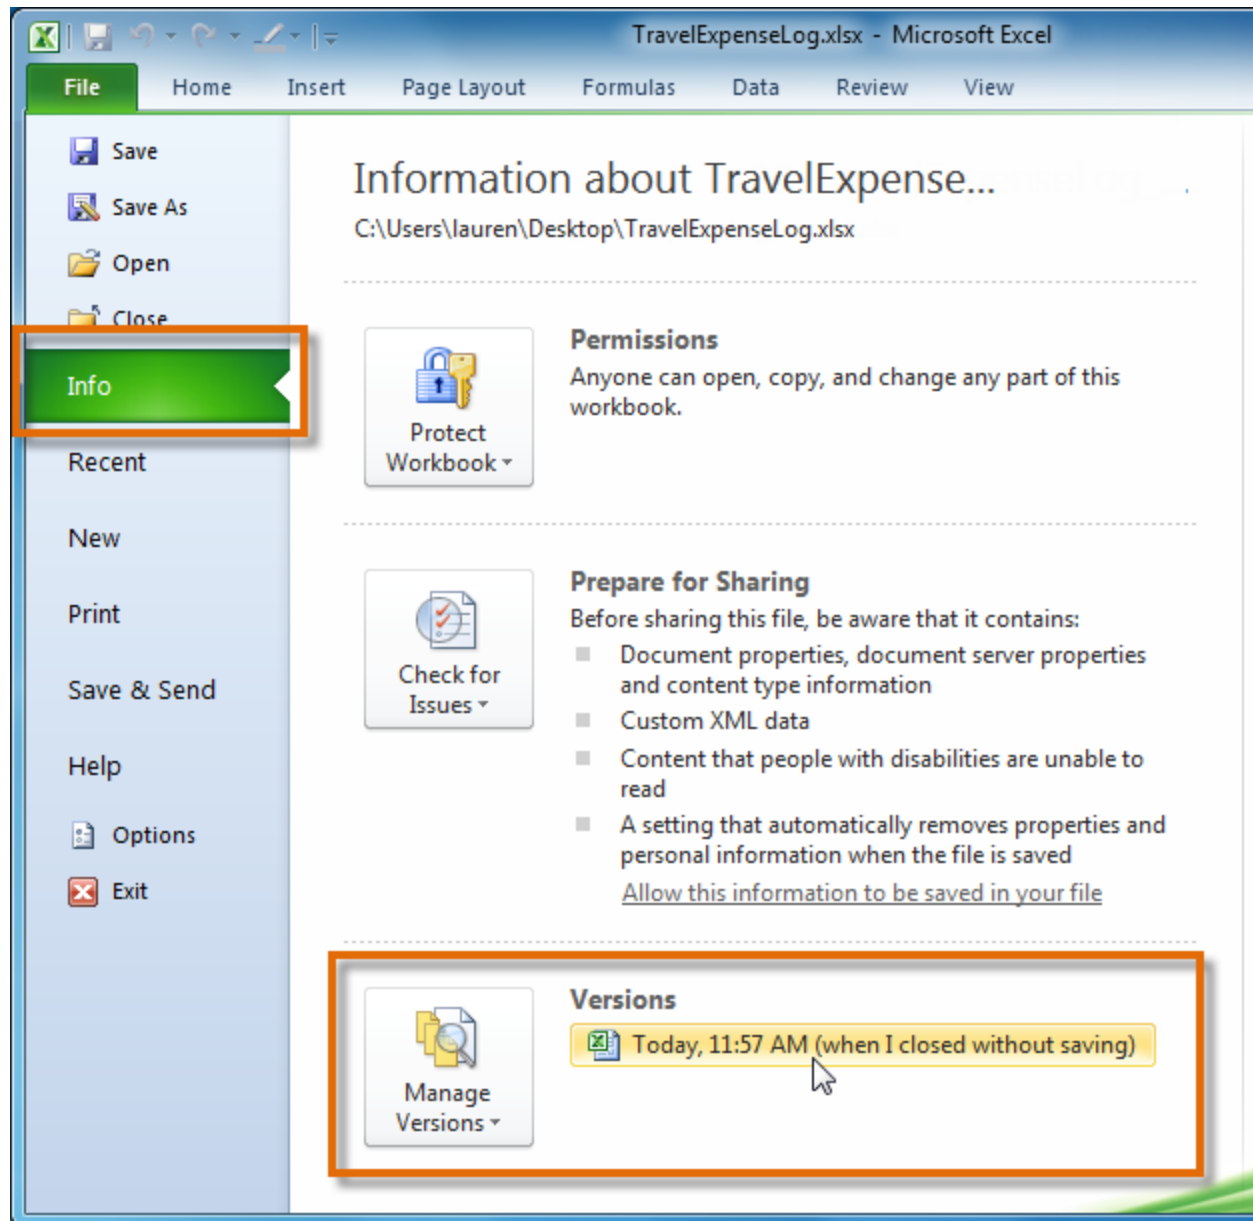 TravelExpenseLog.xlsx - Microsoft Excel
File Home Insert Page Layout Formulas Data Review View
Save
Save As
Open
Close
Info
Recent
New
Print
Save & Send
Help
Options
Exit
Information about TravelExpense...
C:\Users\lauren\Desktop\TravelExpenseLog.xlsx
Protect
Workbook
Permissions
Anyone can open, copy, and change any part of this
workbook.
Check for
Issues
Prepare for Sharing
Before sharing this file, be aware that it contains:
Document properties, document server properties
and content type information
Custom XML data
Content that people with disabilities are unable to
read
A setting that automatically removes properties and
personal information when the file is saved
Allow this information to be saved in your file
Manage
Versions
Versions
Today, 11:57 AM (when I closed without saving)